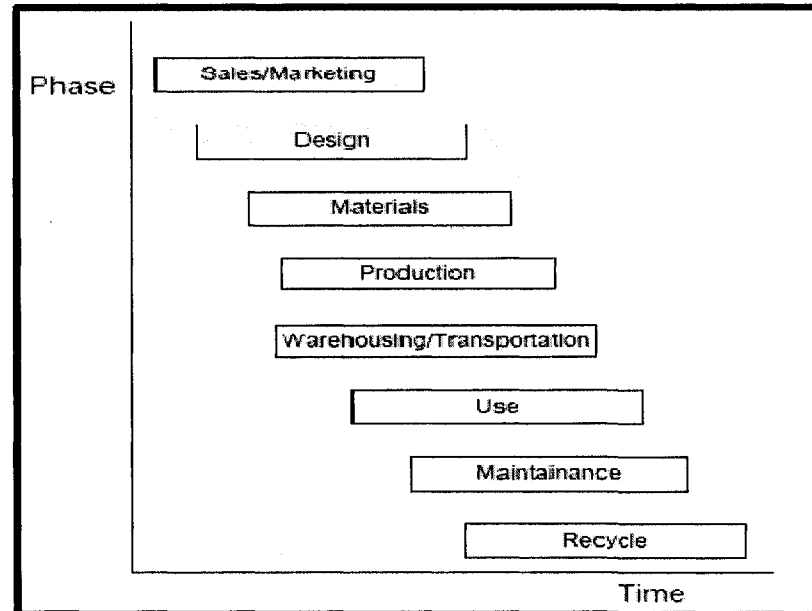 Sales/Marketing
Phase
Design
Materials
Production
Warehousing/Transportation
Use
Maintainance
Recycle
Time